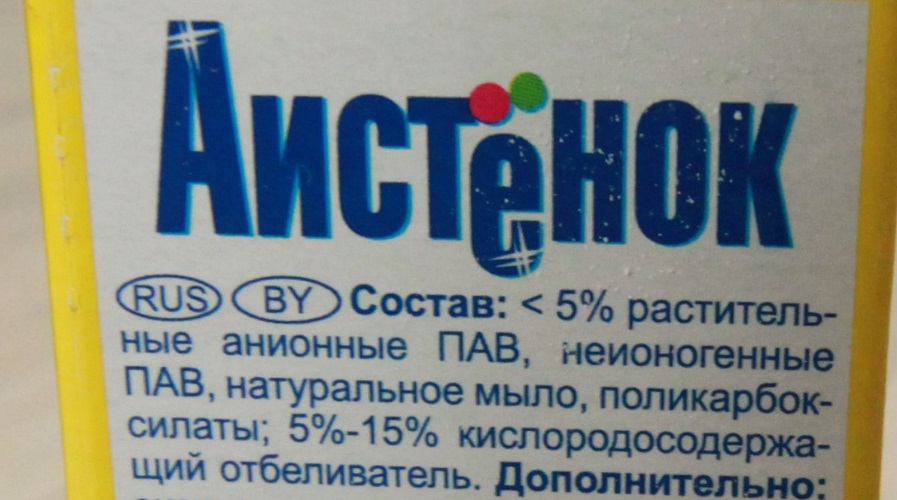 Аистёнок
RUS BY Состав: < 5% раститель-
ные анионные ПАВ, неионогенные
ПАВ, натуральное мыло, поликарбок-
силаты; 5%-15% кислородосодержа-
щий отбеливатель. Дополнительно: